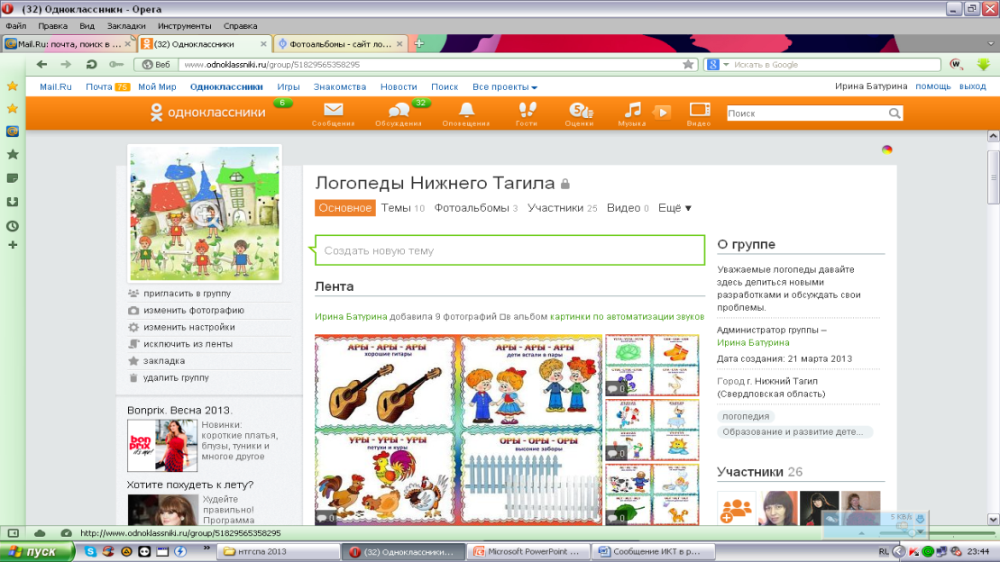 (32) Одноклассники - Opera
Файл Правка Вид Закладки Инструменты Справка
Mail.Ru: почта, поиск в ...
(32) Одноклассники
Фотоальбомы - сайт ло...
Веб
www.odnoklassniki.ru/group/51829565358295
Искать в Google
Mail.Ru Почта 75 Мой Мир Одноклассники Игры Знакомства Новости Поиск Все проекты
Ирина Батурина помощь выход
одноклассники 6
Сообщения
Обсуждения 32
Оповещения
Гости
Оценки
Музыка
Видео
Поиск
Логопеды Нижнего Тагила
Основное Темы 10 Фотоальбомы 3 Участники 25 Видео 0 Ещё
Создать новую тему
Лента
Ирина Батурина добавила 9 фотографий в альбом картинки по автоматизации звуков
АРЫ - АРЫ - АРЫ
хорошие гитары
АРЫ - АРЫ - АРЫ
дети встали в пары
УРЫ - УРЫ - УРЫ
петухи и куры
ОРЫ - ОРЫ - ОРЫ
высокие заборы
0
0
0
0
пригласить в группу
изменить фотографию
изменить настройки
исключить из ленты
закладка
удалить группу
Bonprix. Весна 2013.
bon
prix
it's me!
Новинки:
короткие платья,
блузы, туники и
многое другое
Хотите похудеть к лету?
Худейте
правильно!
Программа
О группе
Уважаемые логопеды давайте
здесь делиться новыми
разработками и обсуждать свои
проблемы.
Администратор группы –
Ирина Батурина
Дата создания: 21 марта 2013
Город г. Нижний Тагил
(Свердловская область)
логопедия
Образование и развитие дете...
Участники 26
5 KB/s
http://www.odnoklassniki.ru/group/51829565358295
пуск
нтгспа 2013
(32) Одноклассники...
Microsoft PowerPoint ...
Сообщение ИКТ в р...
RL
23:44